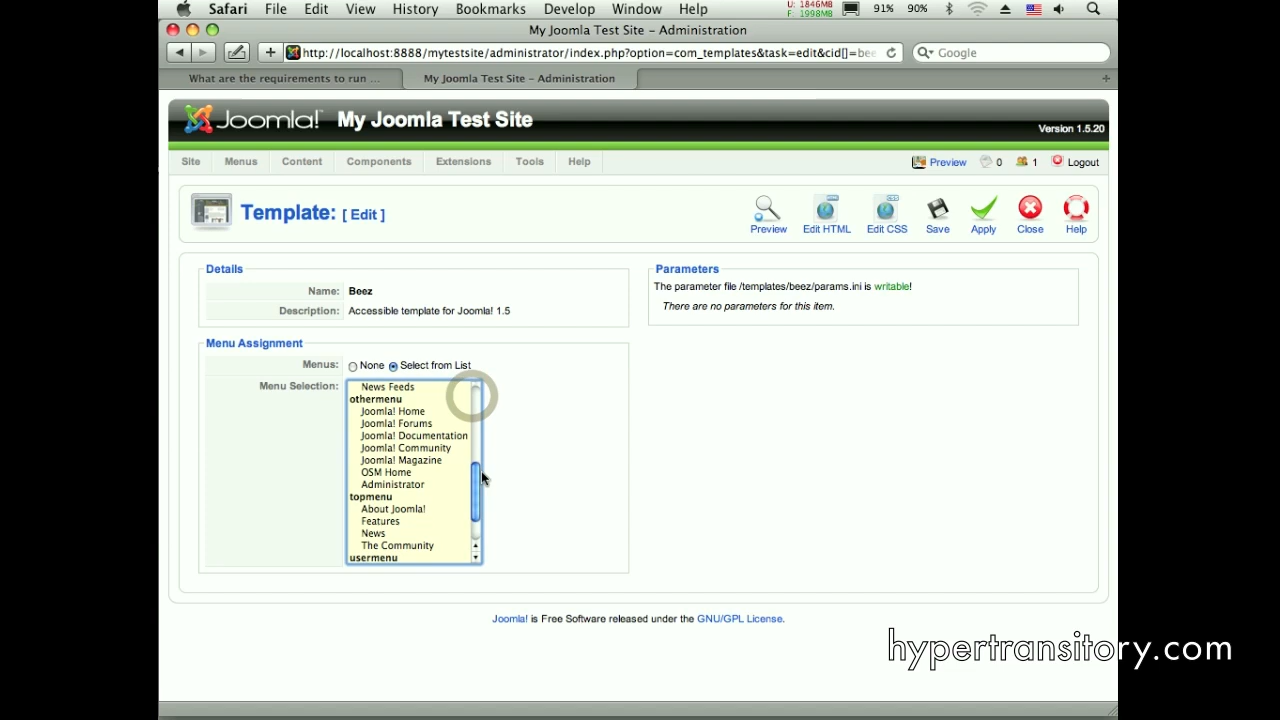 Safari File Edit View History Bookmarks Develop Window Help U: 1846MB F: 1998MB 91% 90%
My Joomla Test Site – Administration
http://localhost:8888/mytestsite/administrator/index.php?option=com_templates&task=edit&cid[]=bee Google
What are the requirements to run ... My Joomla Test Site – Administration
Joomla!™ My Joomla Test Site
Version 1.5.20
Site Menus Content Components Extensions Tools Help Preview 0 1 Logout
Template: [ Edit ]
Preview Edit HTML Edit CSS Save Apply Close Help
Details
Name: Beez
Description: Accessible template for Joomla! 1.5
Parameters
The parameter file /templates/beez/params.ini is writable!
There are no parameters for this item.
Menu Assignment
Menus: None Select from List
Menu Selection:
News Feeds
othermenu
Joomla! Home
Joomla! Forums
Joomla! Documentation
Joomla! Community
Joomla! Magazine
OSM Home
Administrator
topmenu
About Joomla!
Features
News
The Community
usermenu
Joomla! is Free Software released under the GNU/GPL License.
hypertransitory.com